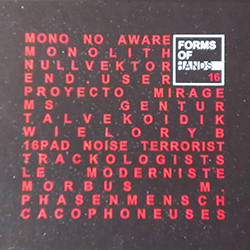 MONO NO AWARE
MONOLITH
NULLVEKTOR
END USER
PROYECTO MIRAGE
MS GENTUR
TALVEKOIDIK
WIELORYB
16PAD NOISE TERRORIST
TRACKOLOGISTS
LE MODERNISTE
MORBUS M.
PHASENMENSCH
CACOPHONEUSES
FORMS
OF
HANDS
16